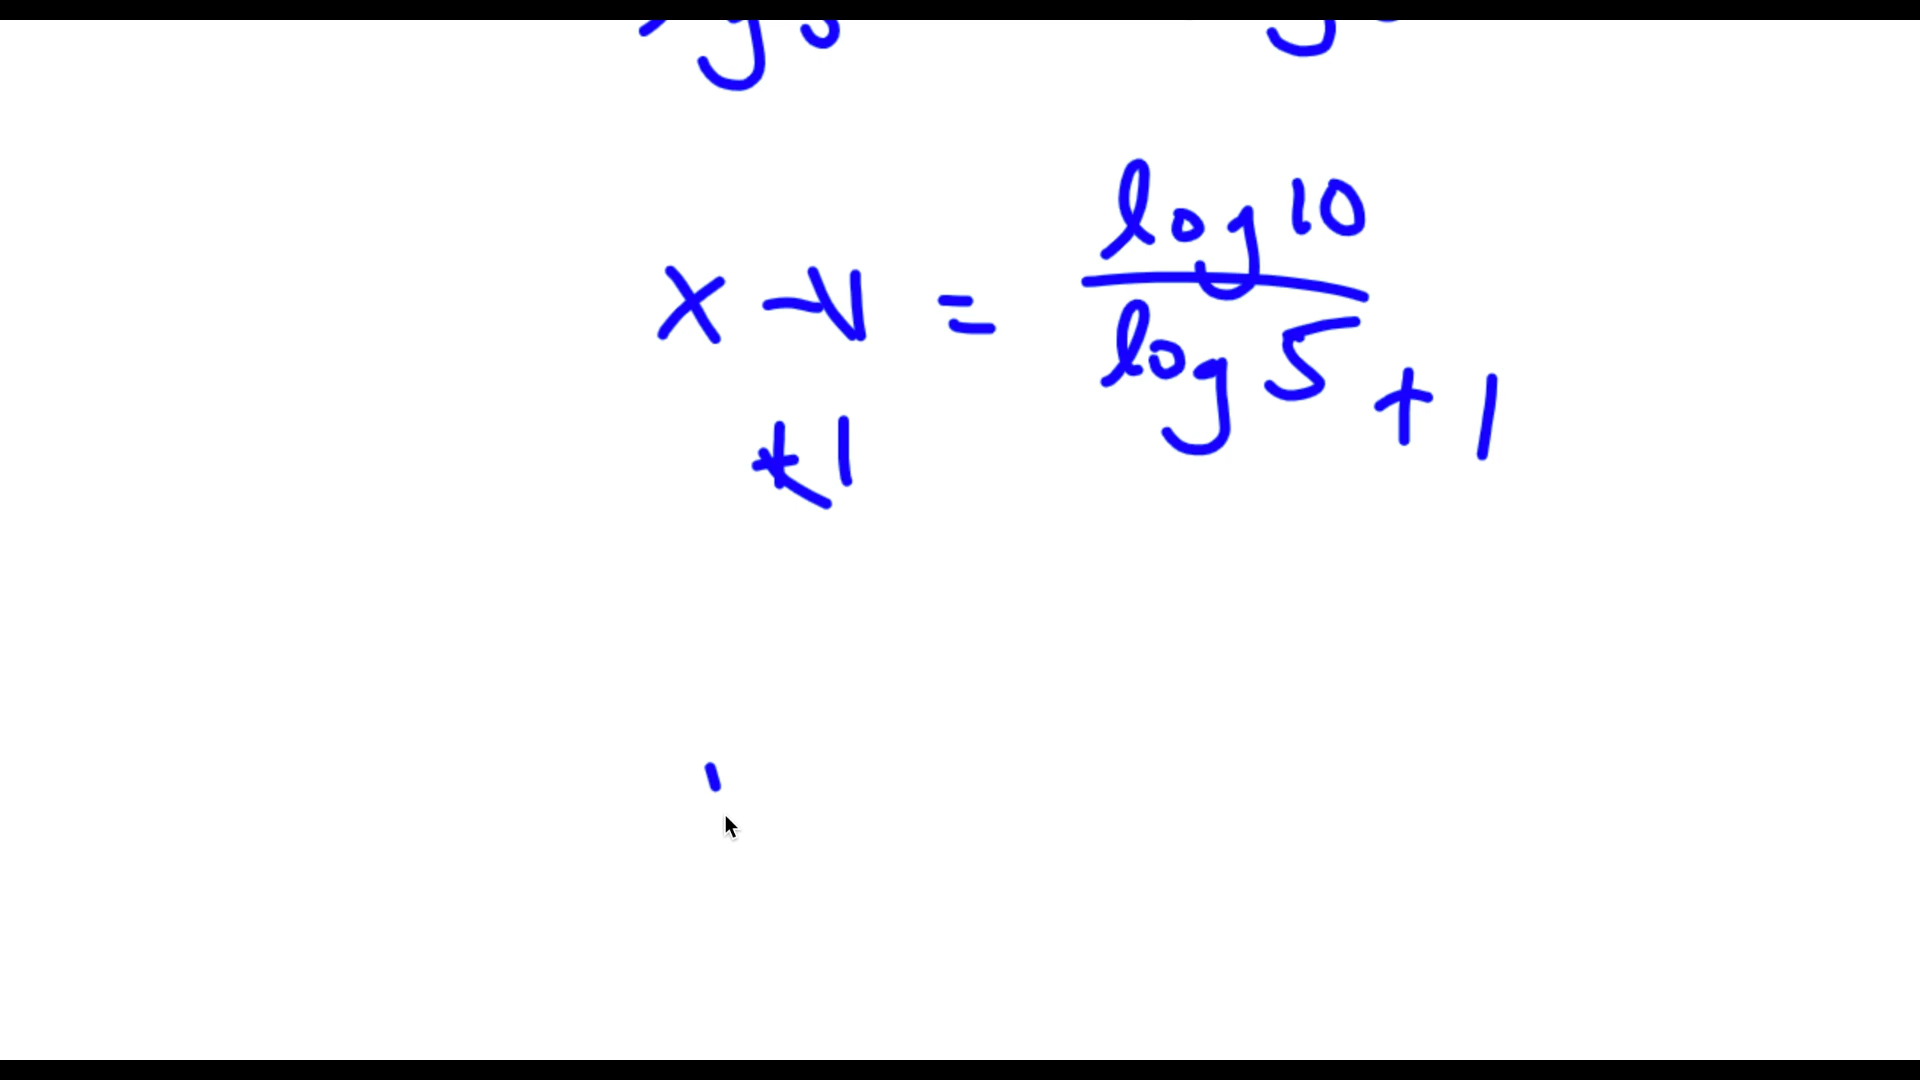 x - 1 = log 10 / log 5 + 1
+ 1